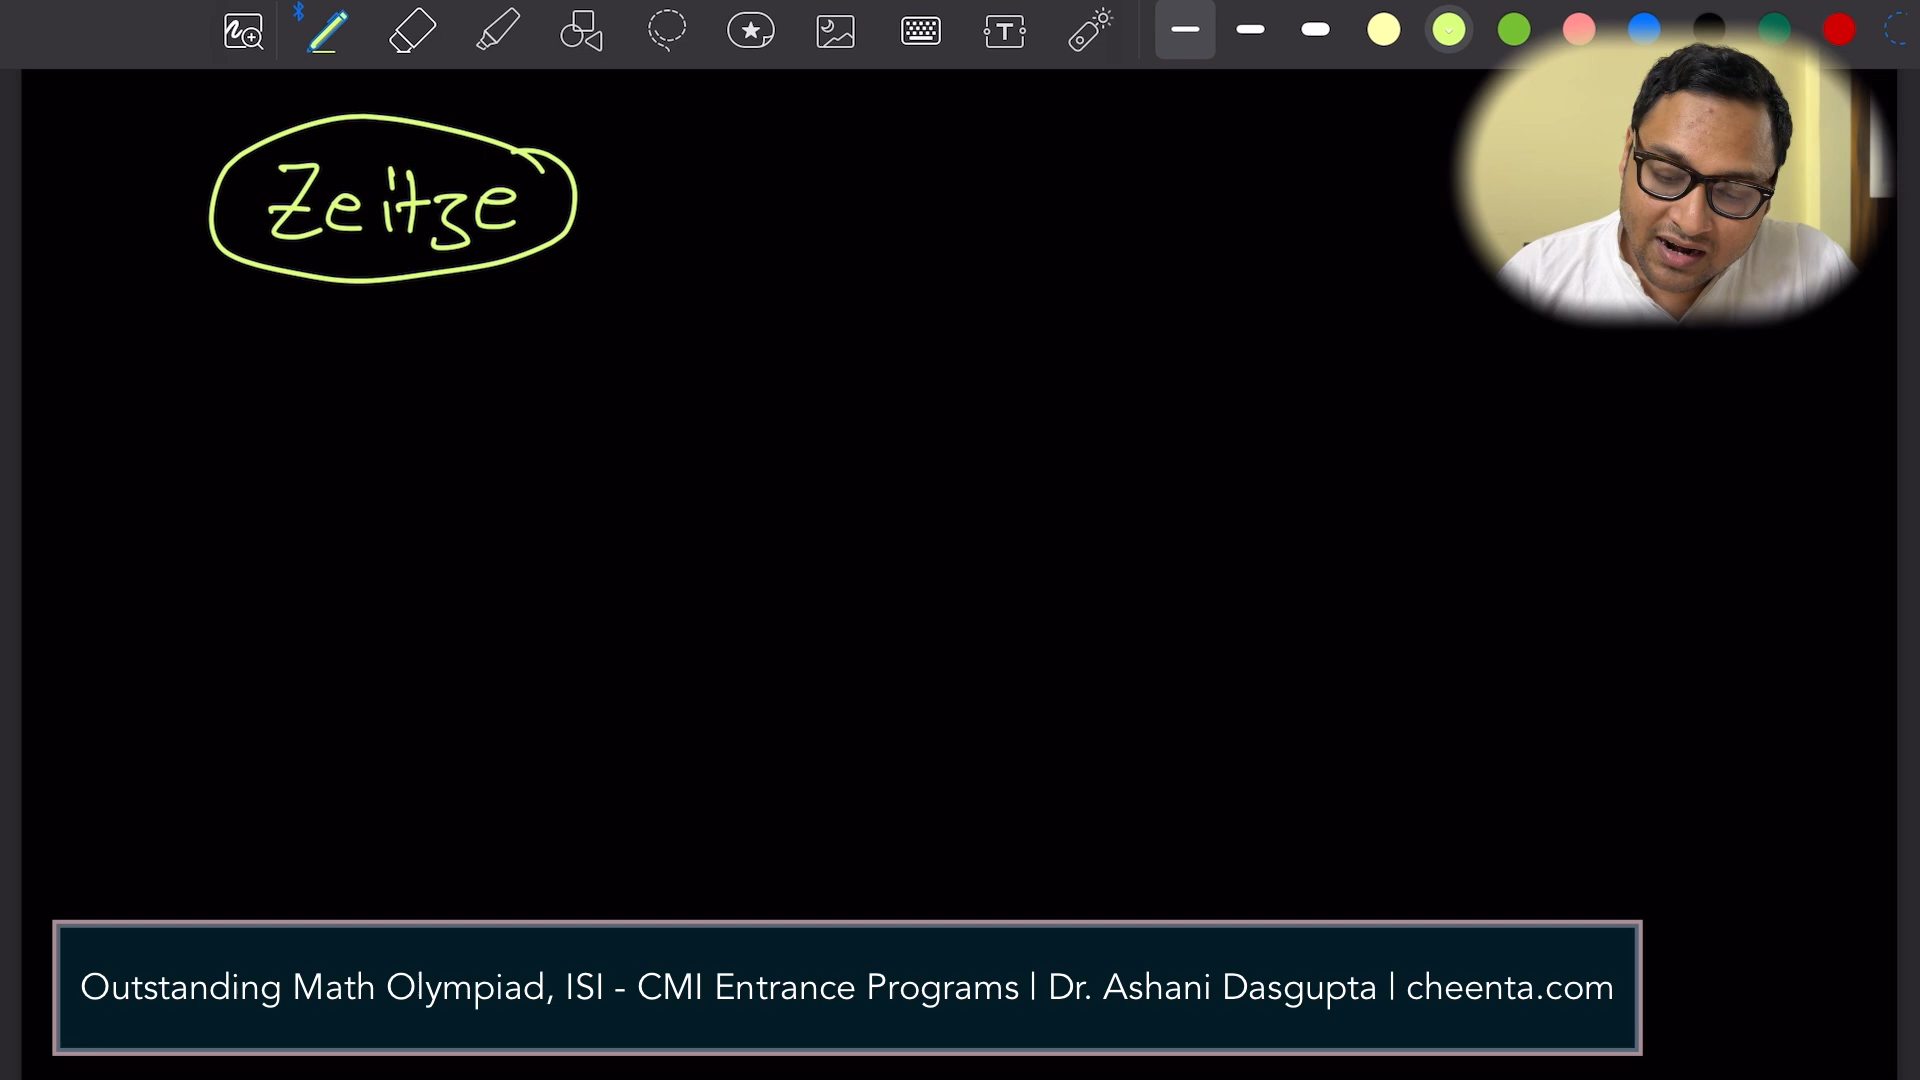 Zeitze
Outstanding Math Olympiad, ISI - CMI Entrance Programs | Dr. Ashani Dasgupta | cheenta.com